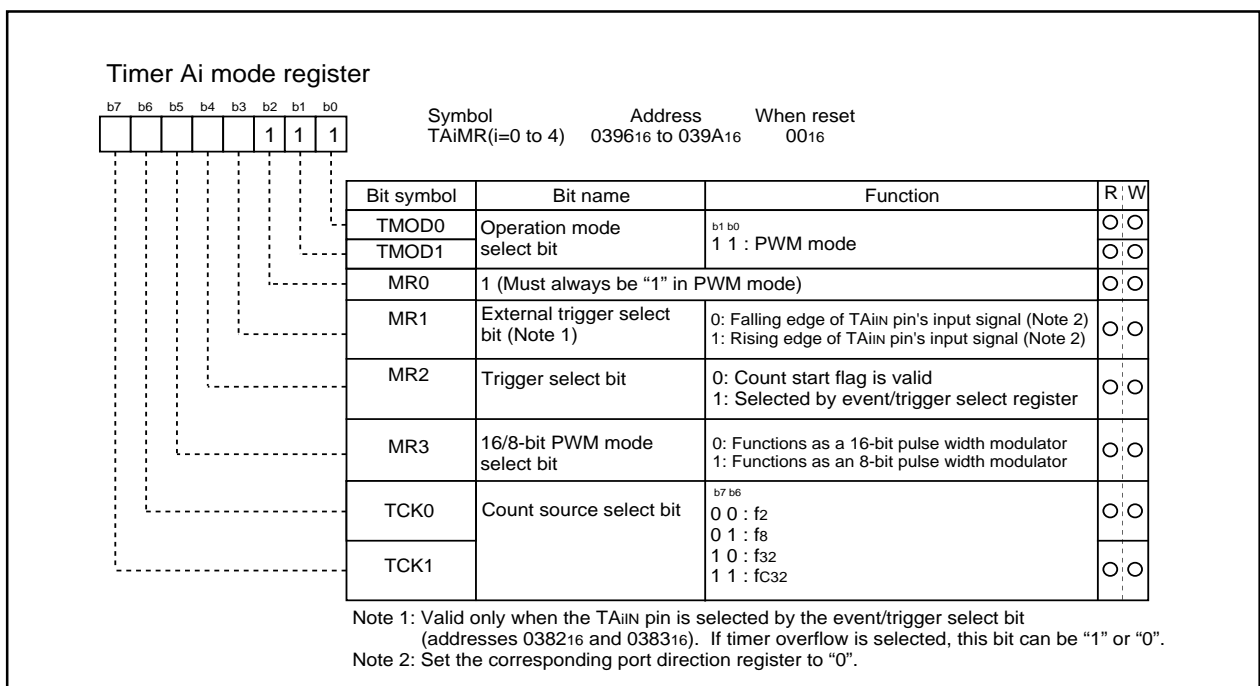 Timer Ai mode register
b7 b6 b5 b4 b3 b2 b1 b0
1 1 1
Symbol Address When reset
TAiMR(i=0 to 4) 039616 to 039A16 0016
Bit symbol Bit name Function R W
TMOD0 Operation mode select bit b1 b0
TMOD1 1 1 : PWM mode
MR0 1 (Must always be “1” in PWM mode)
MR1 External trigger select 0: Falling edge of TAiIN pin's input signal (Note 2)
bit (Note 1) 1: Rising edge of TAiIN pin's input signal (Note 2)
MR2 Trigger select bit 0: Count start flag is valid
1: Selected by event/trigger select register
MR3 16/8-bit PWM mode 0: Functions as a 16-bit pulse width modulator
select bit 1: Functions as an 8-bit pulse width modulator
b7 b6
TCK0 Count source select bit 0 0 : f2
0 1 : f8
TCK1 1 0 : f32
1 1 : fC32
Note 1: Valid only when the TAiIN pin is selected by the event/trigger select bit
(addresses 038216 and 038316). If timer overflow is selected, this bit can be “1” or “0”.
Note 2: Set the corresponding port direction register to “0”.